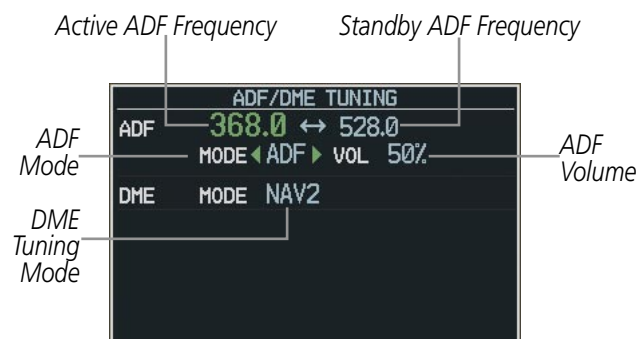 Active ADF Frequency
Standby ADF Frequency
ADF/DME TUNING
ADF 368.0 ↔ 528.0
ADF
Mode
MODE ◀ ADF ▶ VOL 50%
ADF
Volume
DME MODE NAV2
DME
Tuning
Mode